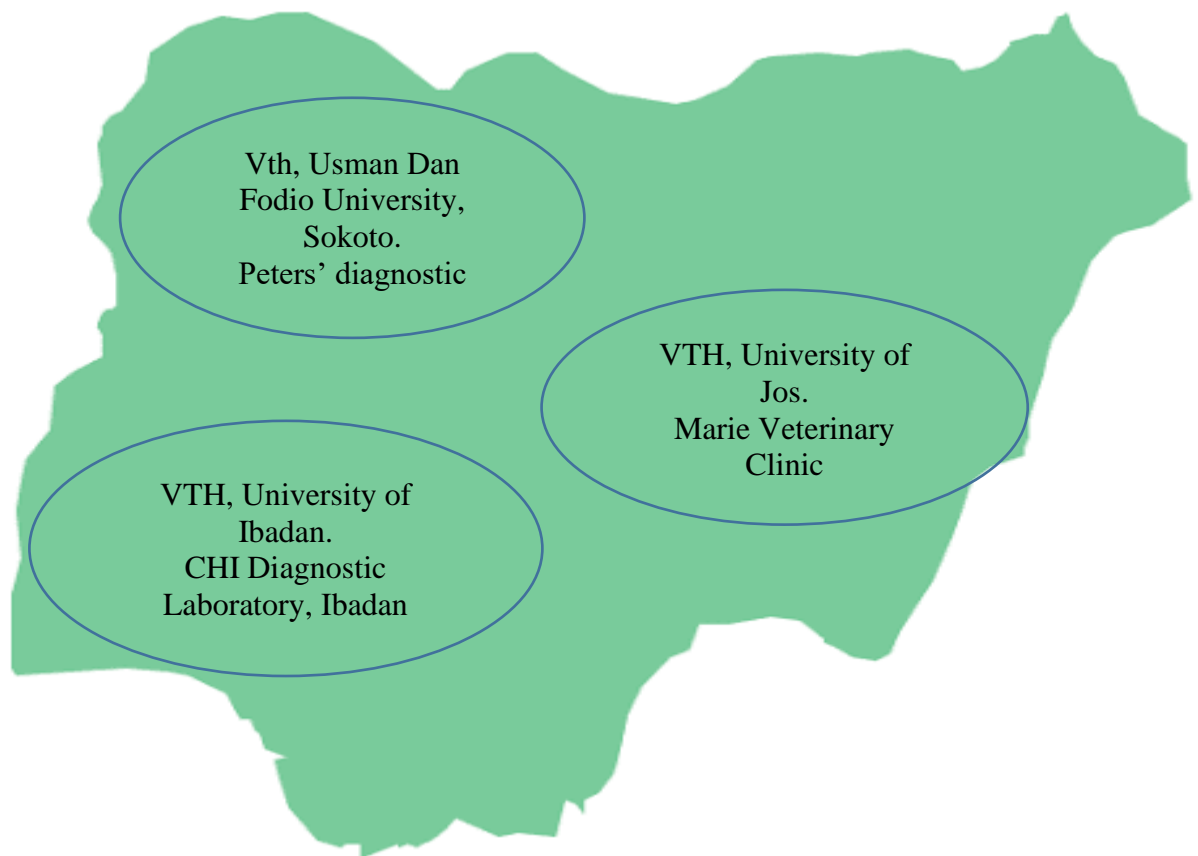 Vth, Usman Dan
Fodio University,
Sokoto.
Peters’ diagnostic
VTH, University of
Jos.
Marie Veterinary
Clinic
VTH, University of
Ibadan.
CHI Diagnostic
Laboratory, Ibadan